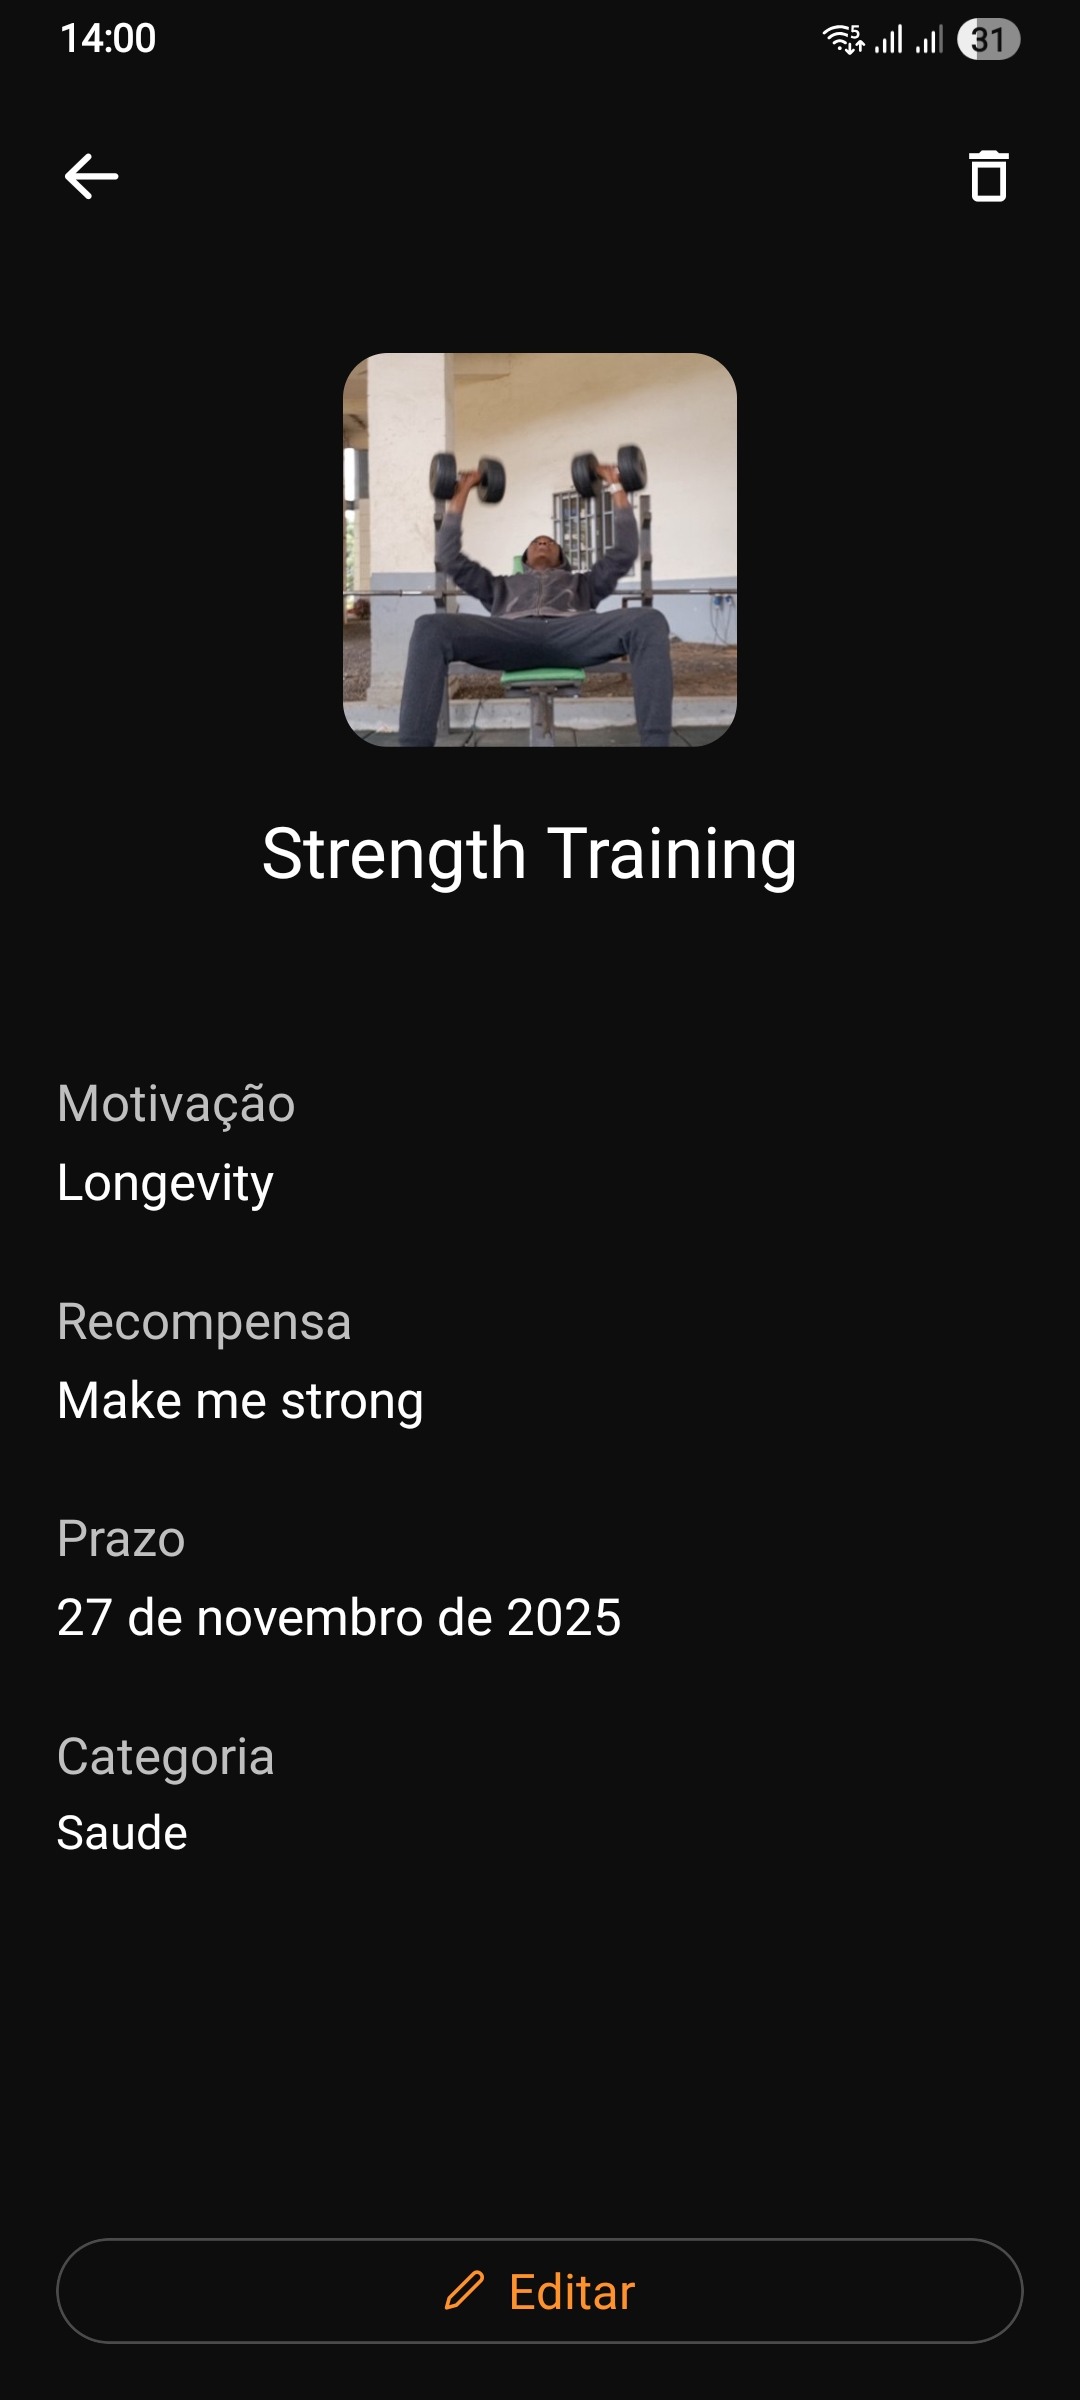 14:00
5
31
Strength Training
Motivação
Longevity
Recompensa
Make me strong
Prazo
27 de novembro de 2025
Categoria
Saude
Editar